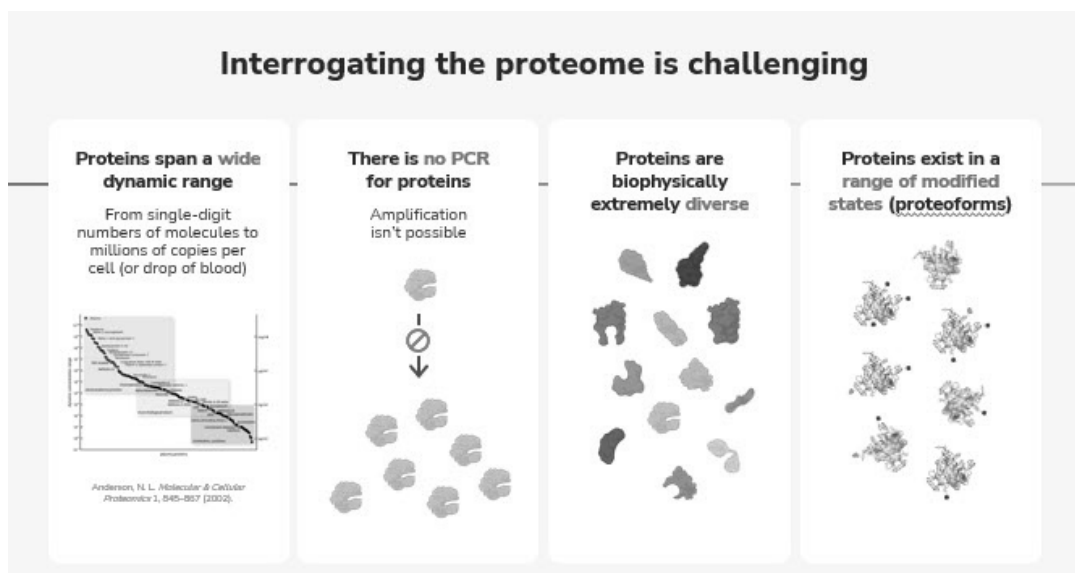 Interrogating the proteome is challenging
Proteins span a wide
dynamic range
From single-digit
numbers of molecules to
millions of copies per
cell (or drop of blood)
Anderson, N. L. Molecular & Cellular
Proteomics 1, 845–867 (2002).
There is no PCR
for proteins
Amplification
isn't possible
Proteins are
biophysically
extremely diverse
Proteins exist in a
range of modified
states (proteoforms)